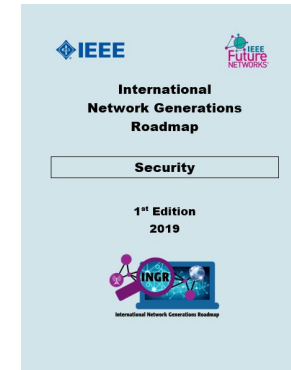 IEEE
IEEE
Future
NETWORKS
International
Network Generations
Roadmap
Security
1st Edition
2019
INGR
International Network Generations Roadmap